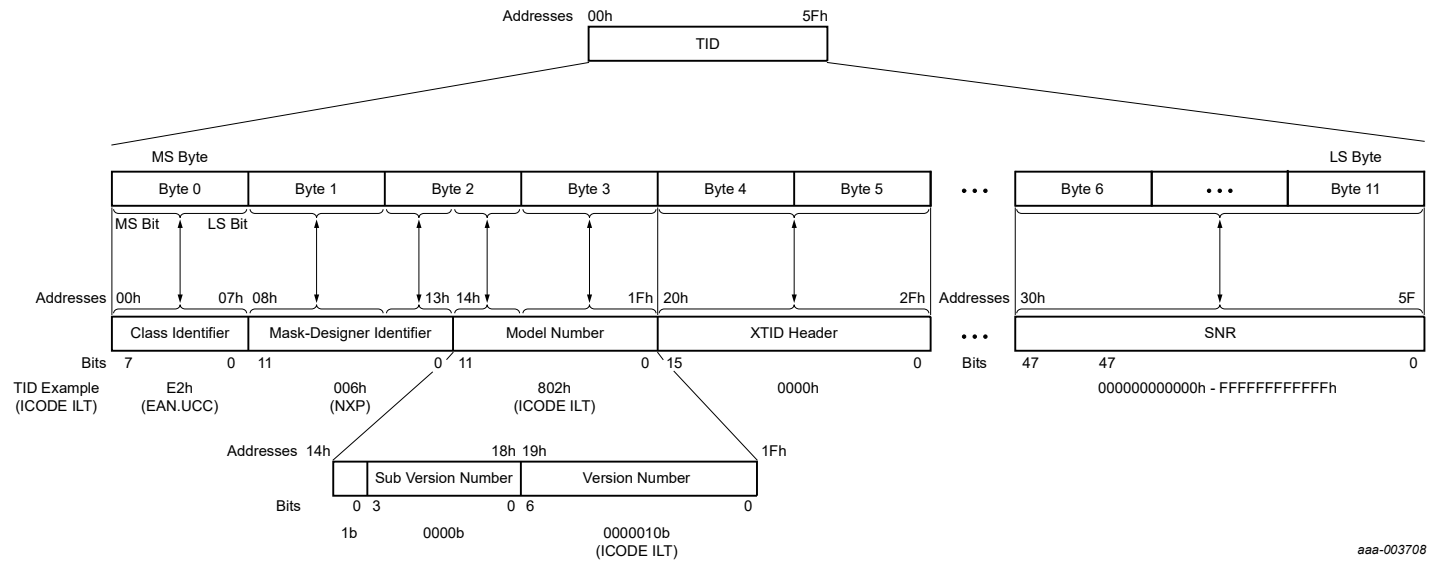 Addresses 00h 5Fh
TID
MS Byte LS Byte
Byte 0 Byte 1 Byte 2 Byte 3 Byte 4 Byte 5 ••• Byte 6 ••• Byte 11
MS Bit LS Bit
Addresses 00h 07h 08h 13h 14h 1Fh 20h 2Fh Addresses 30h 5F
Class Identifier Mask-Designer Identifier Model Number XTID Header ••• SNR
Bits 7 0 11 0 11 0 15 0 Bits 47 47 0
TID Example E2h 006h 802h 0000h 000000000000h - FFFFFFFFFFFFh
(ICODE ILT) (EAN.UCC) (NXP) (ICODE ILT)
Addresses 14h 18h 19h 1Fh
Sub Version Number Version Number
Bits 0 3 0 6 0
1b 0000b 0000010b
(ICODE ILT)
aaa-003708